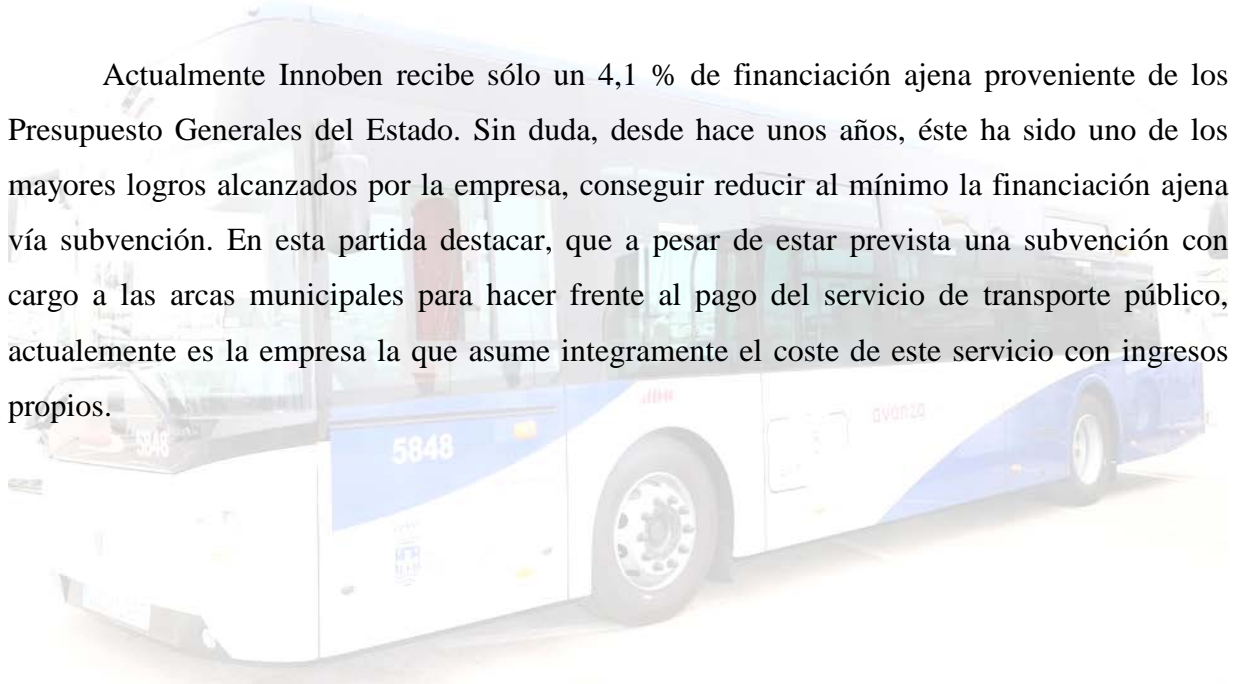 Actualmente Innoben recibe sólo un 4,1 % de financiación ajena proveniente de los
Presupuesto Generales del Estado. Sin duda, desde hace unos años, éste ha sido uno de los
mayores logros alcanzados por la empresa, conseguir reducir al mínimo la financiación ajena
vía subvención. En esta partida destacar, que a pesar de estar prevista una subvención con
cargo a las arcas municipales para hacer frente al pago del servicio de transporte público,
actualemente es la empresa la que asume integramente el coste de este servicio con ingresos
propios.
avanza
5848
5848